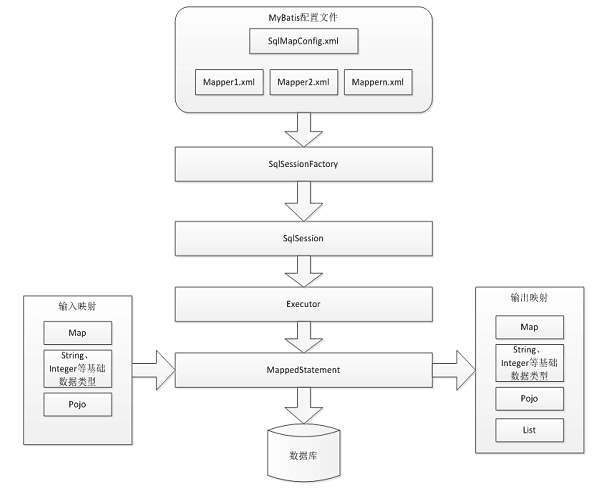 MyBatis配置文件
SqlMapConfig.xml
Mapper1.xml
Mapper2.xml
Mappern.xml
SqlSessionFactory
SqlSession
Executor
MappedStatement
数据库
输入映射
Map
String、
Integer等基础
数据类型
Pojo
输出映射
Map
String、
Integer等基础
数据类型
Pojo
List